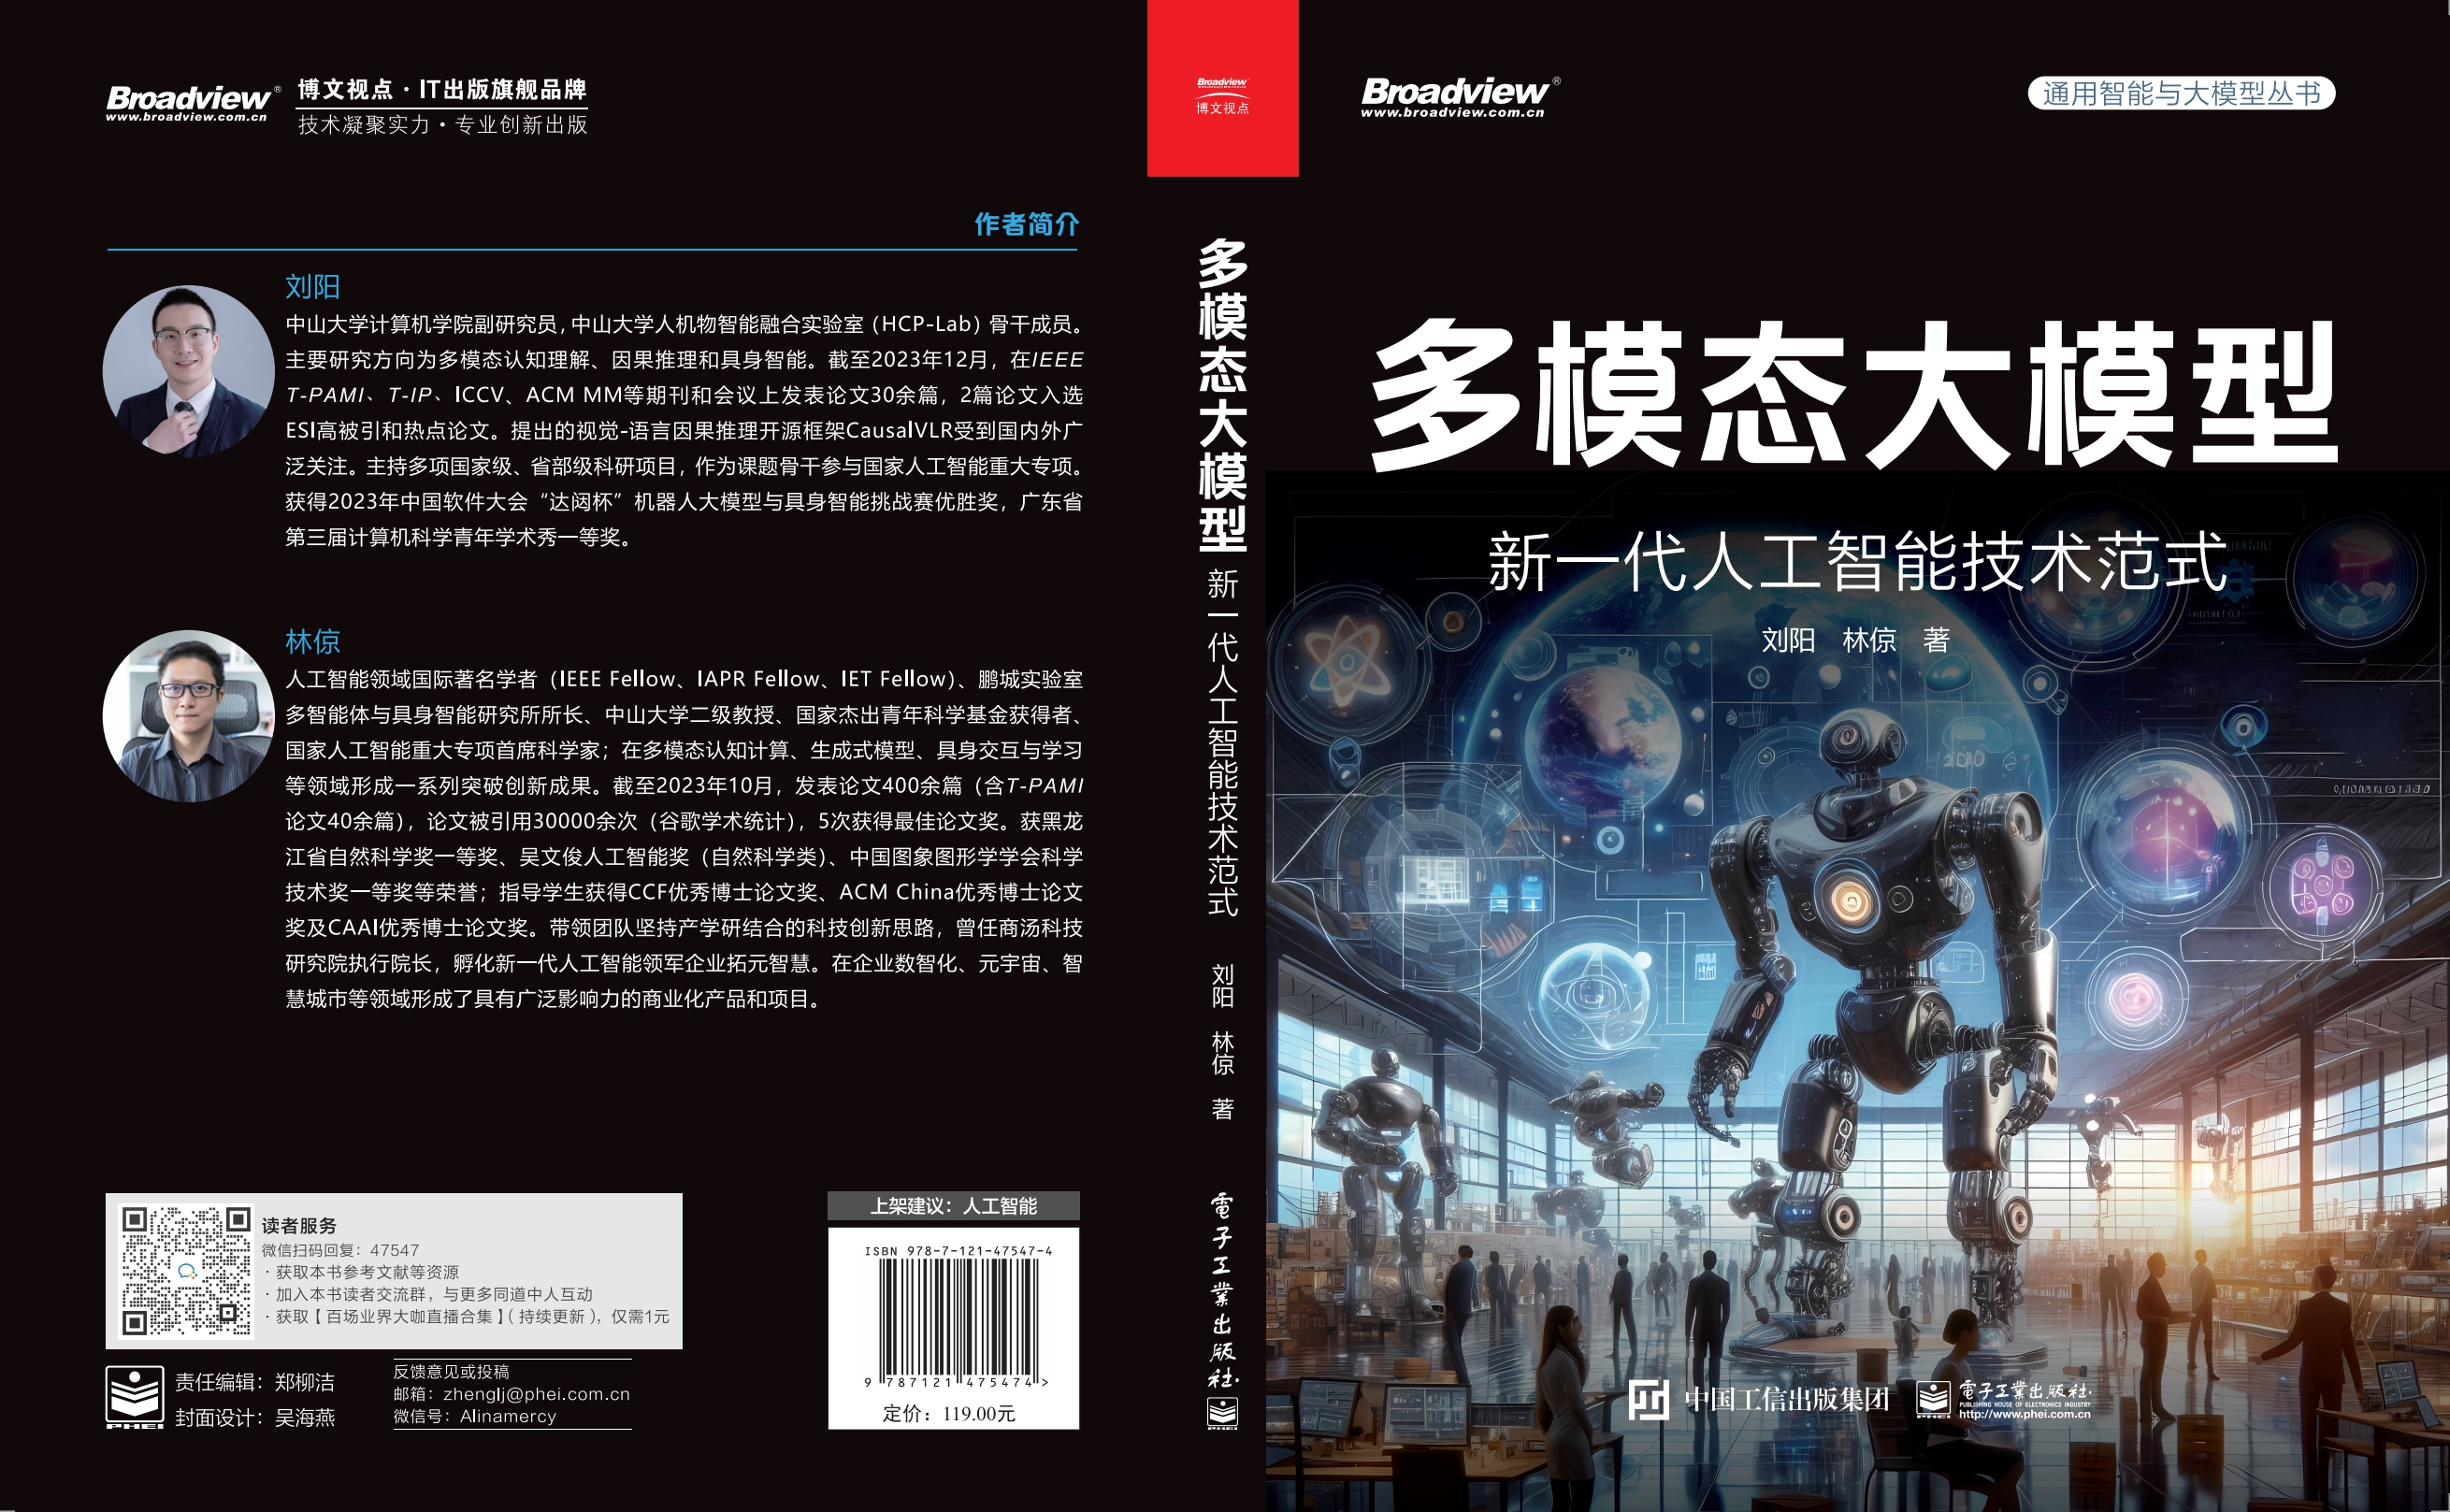 Broadview®
www.broadview.com.cn
博文视点·IT出版旗舰品牌
技术凝聚实力·专业创新出版
作者简介
刘阳
中山大学计算机学院副研究员，中山大学人机物智能融合实验室（HCP-Lab）骨干成员。
主要研究方向为多模态认知理解、因果推理和具身智能。截至2023年12月，在IEEE
T-PAMI、T-IP、ICCV、ACM MM等期刊和会议上发表论文30余篇，2篇论文入选
ESI高被引和热点论文。提出的视觉-语言因果推理开源框架CausalVLR受到国内外广
泛关注。主持多项国家级、省部级科研项目，作为课题骨干参与国家人工智能重大专项。
获得2023年中国软件大会“达闼杯”机器人大模型与具身智能挑战赛优胜奖，广东省
第三届计算机科学青年学术秀一等奖。
林倞
人工智能领域国际著名学者（IEEE Fellow、IAPR Fellow、IET Fellow）、鹏城实验室
多智能体与具身智能研究所所长、中山大学二级教授、国家杰出青年科学基金获得者、
国家人工智能重大专项首席科学家；在多模态认知计算、生成式模型、具身交互与学习
等领域形成一系列突破创新成果。截至2023年10月，发表论文400余篇（含T-PAMI
论文40余篇），论文被引用30000余次（谷歌学术统计），5次获得最佳论文奖。获黑龙
江省自然科学奖一等奖、吴文俊人工智能奖（自然科学类）、中国图象图形学学会科学
技术奖一等奖等荣誉；指导学生获得CCF优秀博士论文奖、ACM China优秀博士论文
奖及CAAI优秀博士论文奖。带领团队坚持产学研结合的科技创新思路，曾任商汤科技
研究院执行院长，孵化新一代人工智能领军企业拓元智慧。在企业数智化、元宇宙、智
慧城市等领域形成了具有广泛影响力的商业化产品和项目。
读者服务
微信扫码回复：47547
·获取本书参考文献等资源
·加入本书读者交流群，与更多同道中人互动
·获取【百场业界大咖直播合集】（持续更新），仅需1元
PHEI
责任编辑：郑柳洁
封面设计：吴海燕
反馈意见或投稿
邮箱：zhenglj@phei.com.cn
微信号：Alinamercy
上架建议：人工智能
ISBN 978-7-121-47547-4
9 787121 475474 >
定价：119.00元
Broadview
博文视点
多模态大模型
新一代人工智能技术范式
刘阳
林倞
著
電子工業出版社·
PHEI
Broadview®
www.broadview.com.cn
通用智能与大模型丛书
多模态大模型
新一代人工智能技术范式
刘阳 林倞 著
中国工信出版集团
電子工業出版社·
PUBLISHING HOUSE OF ELECTRONICS INDUSTRY
http://www.phei.com.cn
PHEI